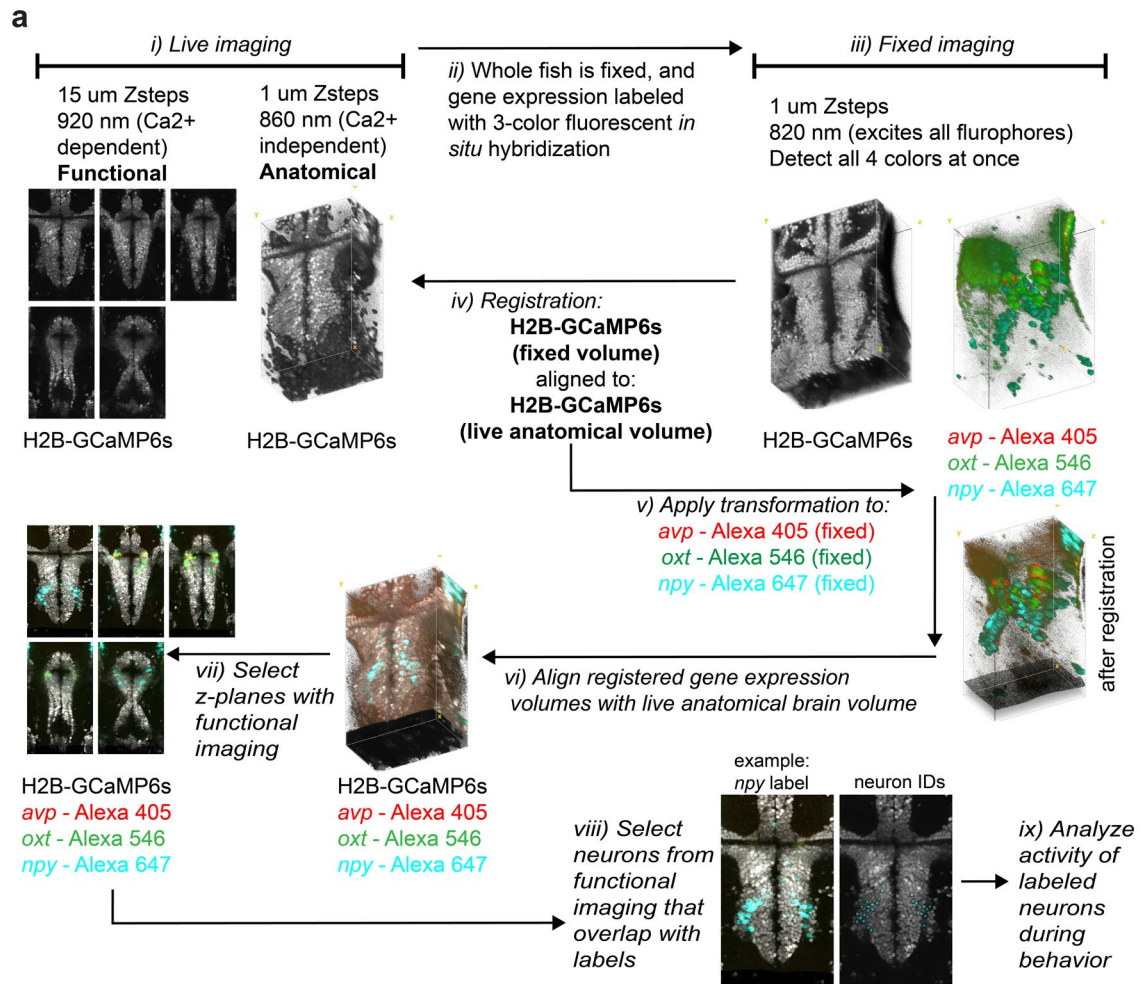 a
i) Live imaging
15 um Zsteps
920 nm (Ca2+
dependent)
Functional
1 um Zsteps
860 nm (Ca2+
independent)
Anatomical
ii) Whole fish is fixed, and
gene expression labeled
with 3-color fluorescent in
situ hybridization
iii) Fixed imaging
1 um Zsteps
820 nm (excites all flurophores)
Detect all 4 colors at once
H2B-GCaMP6s
H2B-GCaMP6s
iv) Registration:
H2B-GCaMP6s
(fixed volume)
aligned to:
H2B-GCaMP6s
(live anatomical volume)
H2B-GCaMP6s
avp - Alexa 405
oxt - Alexa 546
npy - Alexa 647
v) Apply transformation to:
avp - Alexa 405 (fixed)
oxt - Alexa 546 (fixed)
npy - Alexa 647 (fixed)
after registration
vi) Align registered gene expression
volumes with live anatomical brain volume
vii) Select
z-planes with
functional
imaging
H2B-GCaMP6s
avp - Alexa 405
oxt - Alexa 546
npy - Alexa 647
H2B-GCaMP6s
avp - Alexa 405
oxt - Alexa 546
npy - Alexa 647
viii) Select
neurons from
functional
imaging that
overlap with
labels
example:
npy label
neuron IDs
ix) Analyze
activity of
labeled
neurons
during
behavior